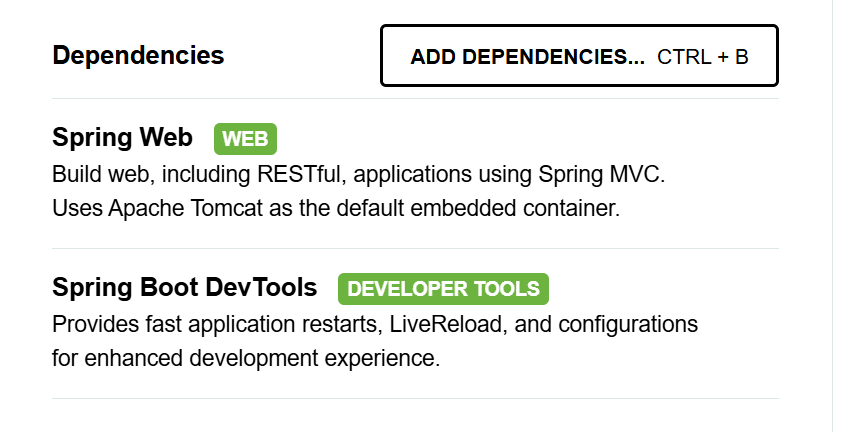 Dependencies
ADD DEPENDENCIES... CTRL + B
Spring Web WEB
Build web, including RESTful, applications using Spring MVC.
Uses Apache Tomcat as the default embedded container.
Spring Boot DevTools DEVELOPER TOOLS
Provides fast application restarts, LiveReload, and configurations
for enhanced development experience.